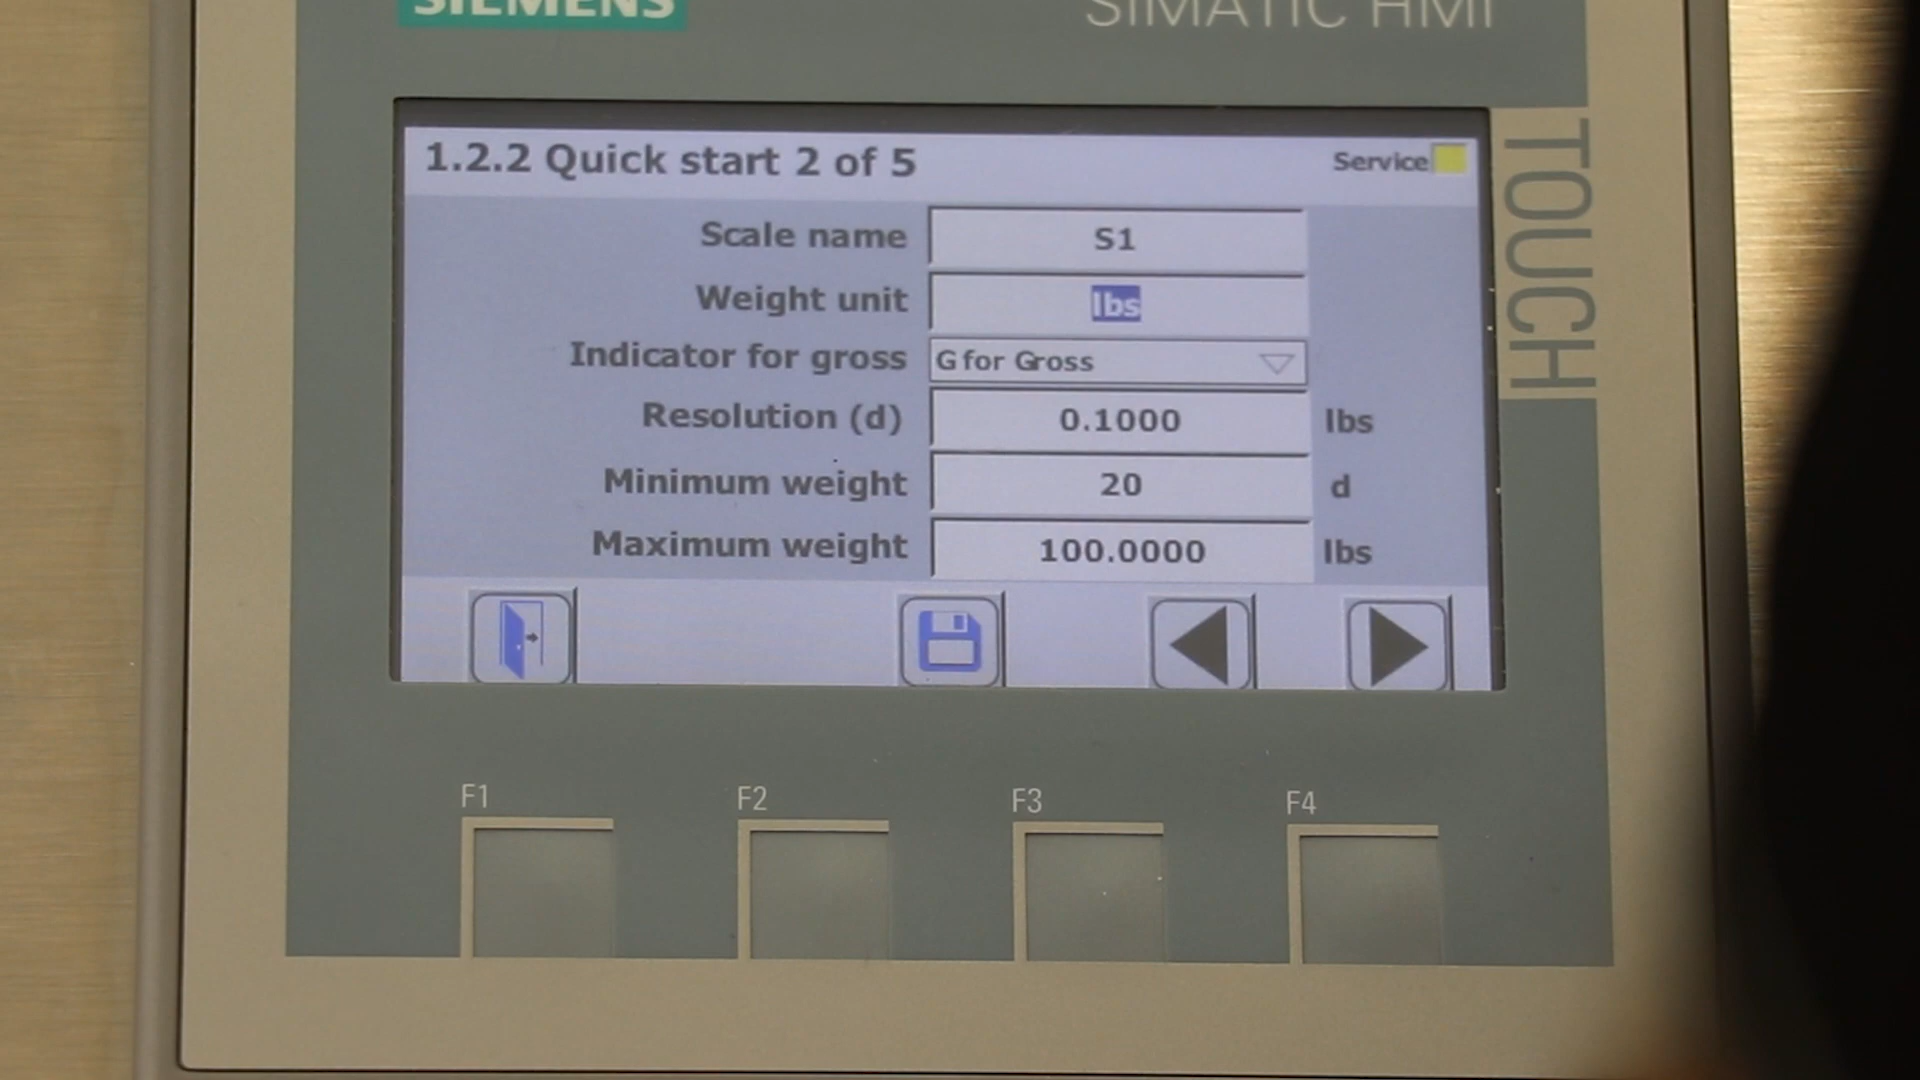 SIEMENS
SIMATIC HMI
TOUCH
1.2.2 Quick start 2 of 5
Service
Scale name S1
Weight unit lbs
Indicator for gross G for Gross
Resolution (d) 0.1000 lbs
Minimum weight 20 d
Maximum weight 100.0000 lbs
F1 F2 F3 F4